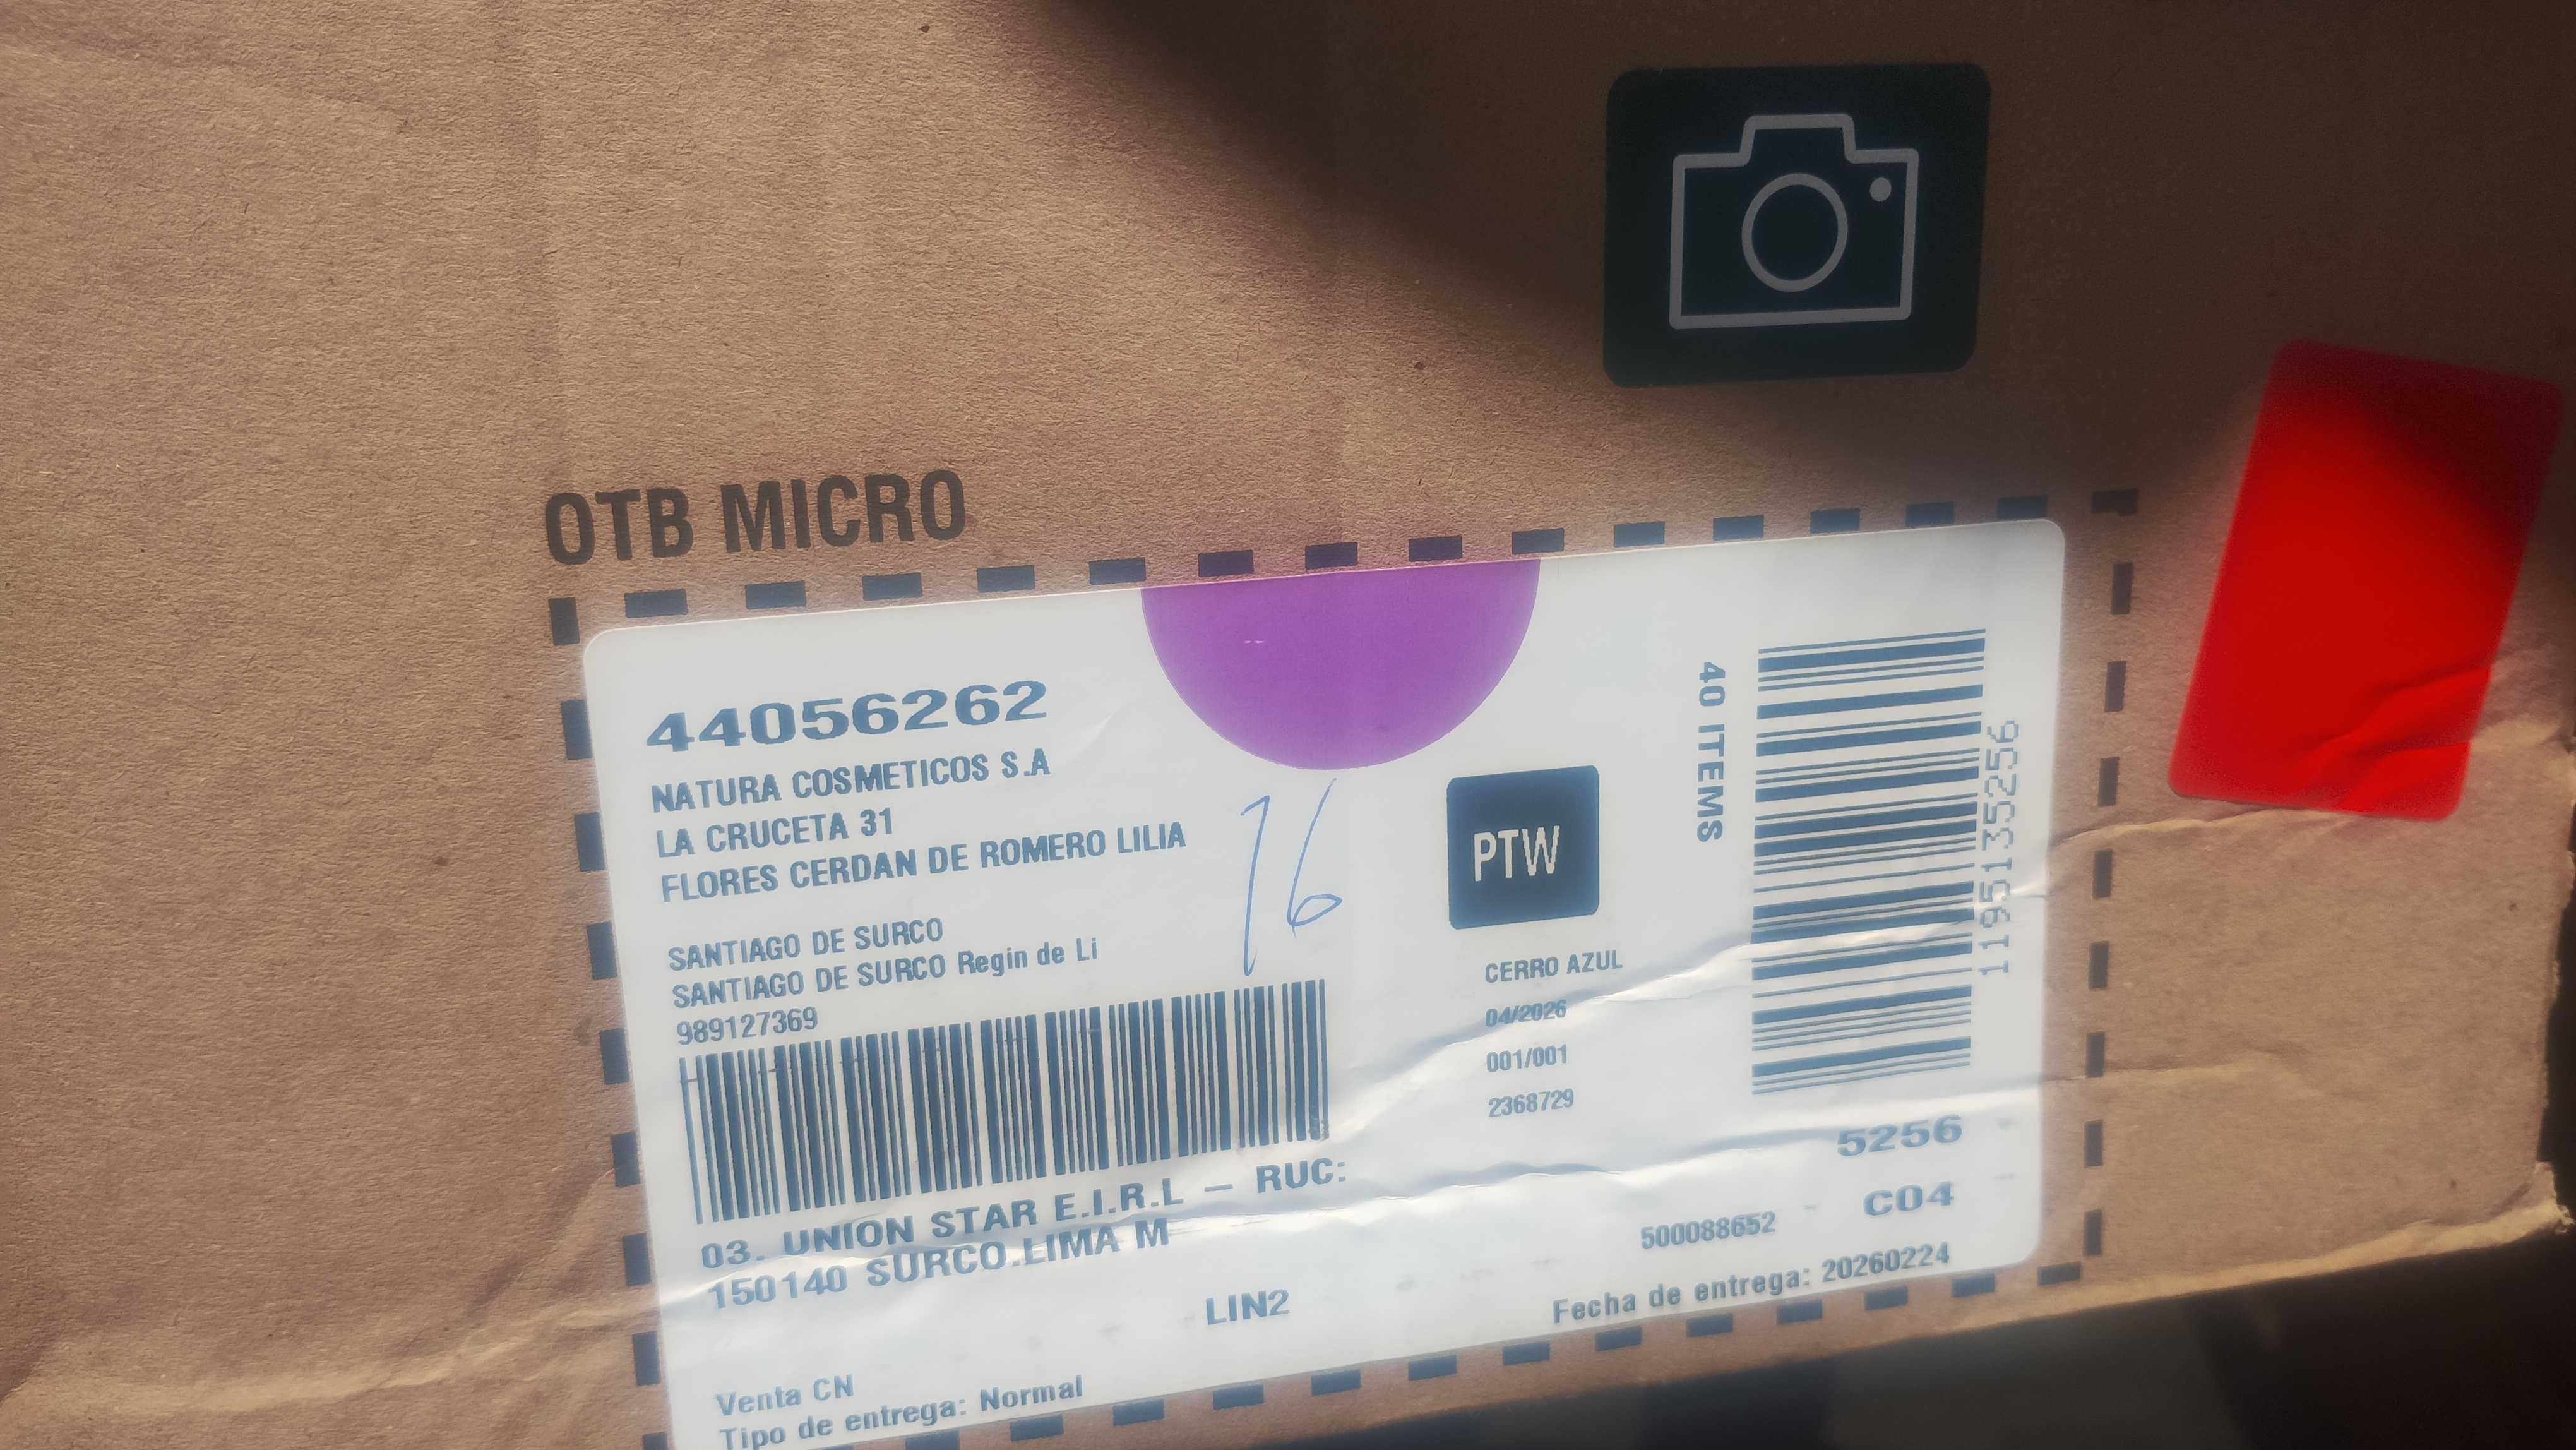 OTB MICRO
44056262
NATURA COSMETICOS S.A
LA CRUCETA 31
FLORES CERDAN DE ROMERO LILIA
SANTIAGO DE SURCO
SANTIAGO DE SURCO Regin de Li
989127369
03. UNION STAR E.I.R.L – RUC:
150140 SURCO.LIMA M
LIN2
Venta CN
Tipo de entrega: Normal
16
PTW
CERRO AZUL
04/2026
001/001
2368729
40 ITEMS
1195135256
5256
C04
500088652
Fecha de entrega: 20260224